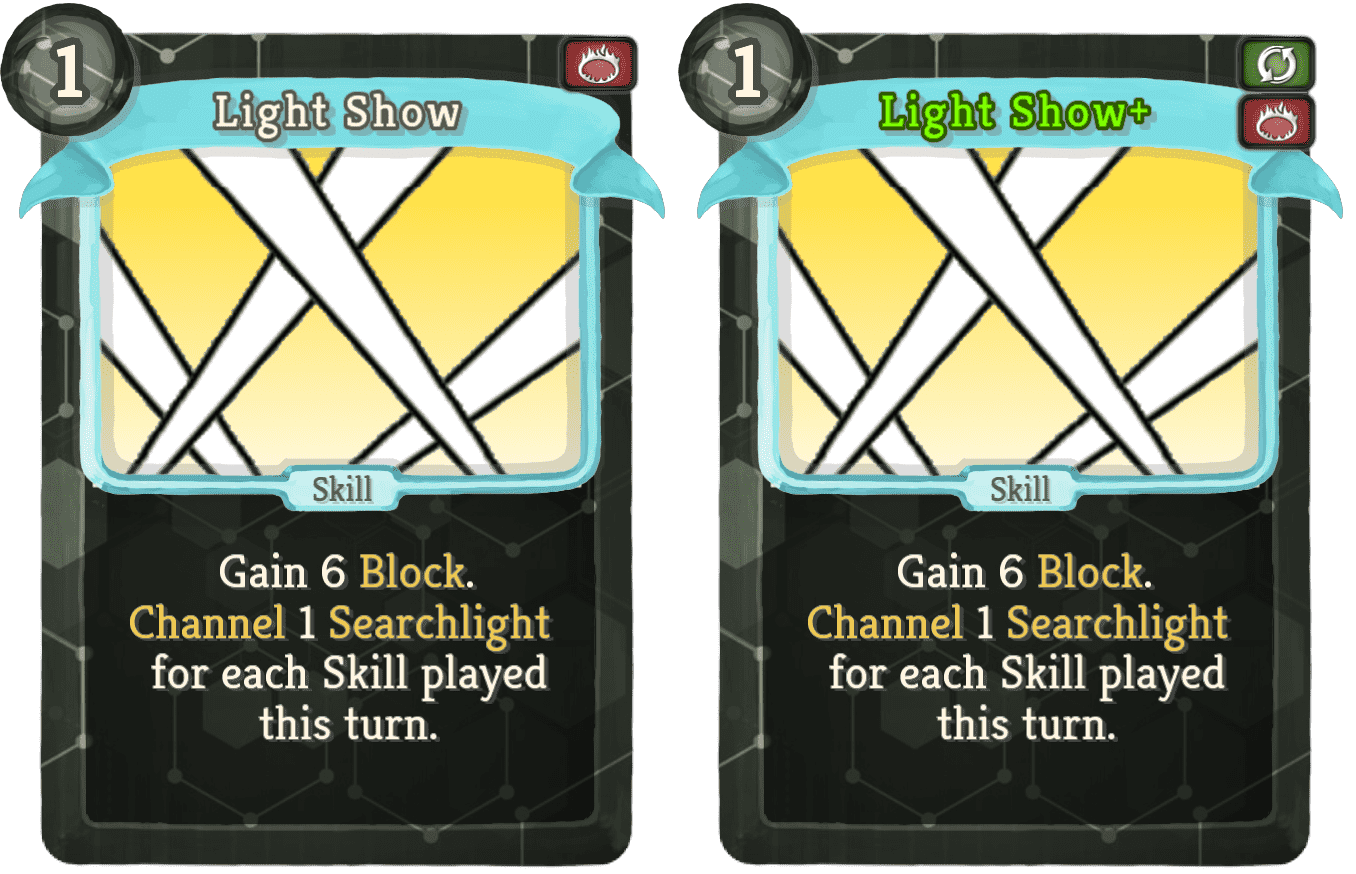 1
Light Show
Skill
Gain 6 Block.
Channel 1 Searchlight
for each Skill played
this turn.
1
Light Show+
Skill
Gain 6 Block.
Channel 1 Searchlight
for each Skill played
this turn.